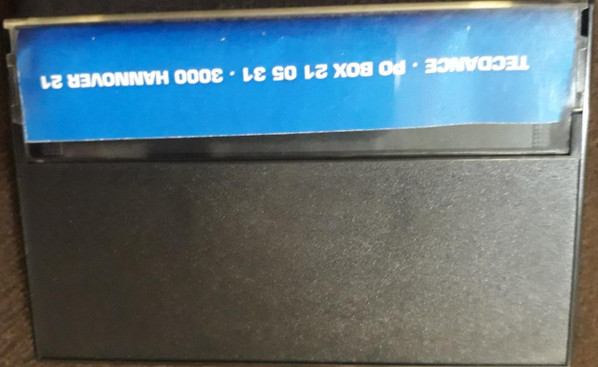 TECDANCE · PO BOX 21 05 31 · 3000 HANNOVER 21